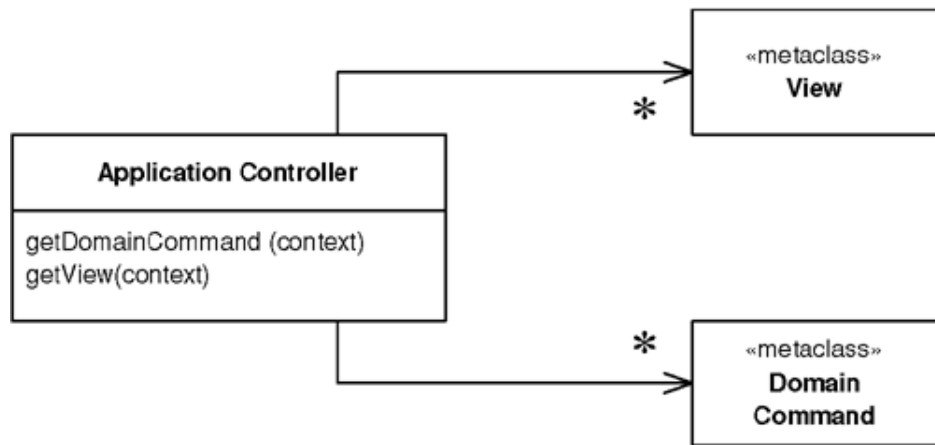 «metaclass»
View
*
Application Controller
getDomainCommand (context)
getView(context)
*
«metaclass»
Domain
Command